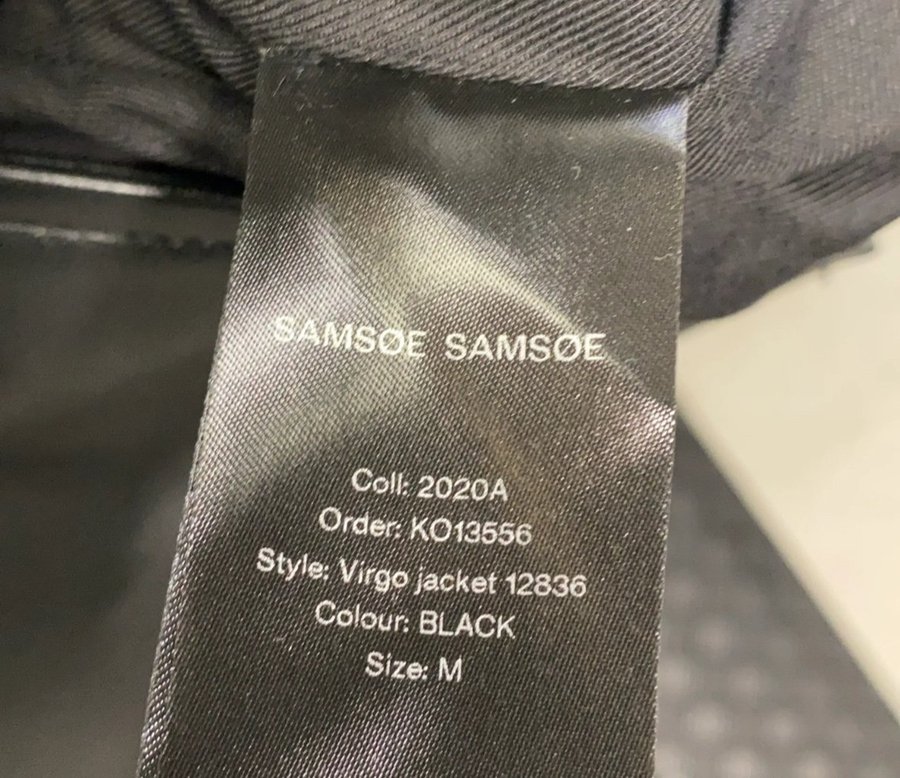 SAMSØE SAMSØE
Coll: 2020A
Order: KO13556
Style: Virgo jacket 12836
Colour: BLACK
Size: M